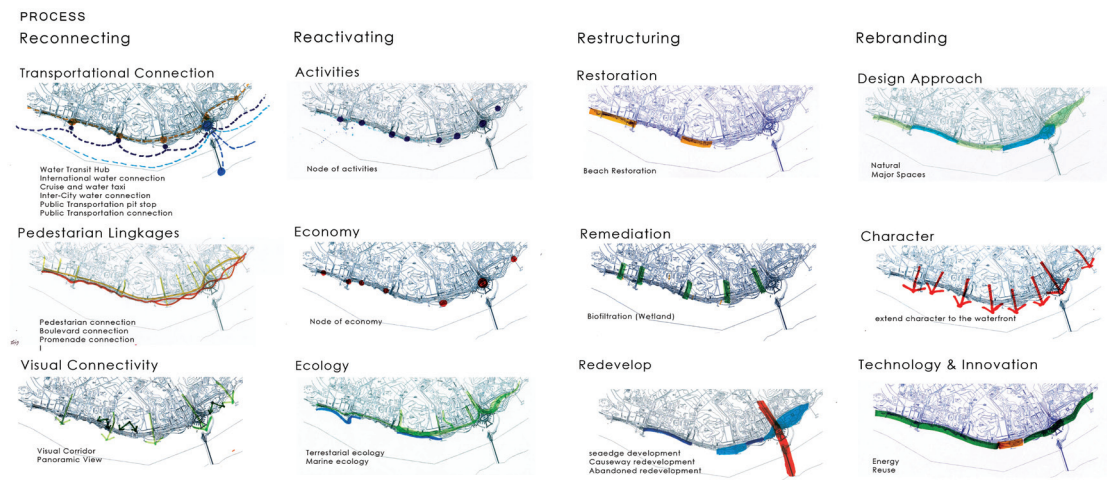 PROCESS
Reconnecting
Transportational Connection
Water Transit Hub
International water connection
Cruise and water taxi
Inter-City water connection
Public Transportation pit stop
Public Transportation connection
Pedestarian Lingkages
Pedestarian connection
Boulevard connection
Promenade connection
Visual Connectivity
Visual Corridor
Panoramic View
Reactivating
Activities
Node of activities
Economy
Node of economy
Ecology
Terrestarial ecology
Marine ecology
Restructuring
Restoration
Beach Restoration
Remediation
Biofiltration (Wetland)
Redevelop
seaedge development
Causeway redevelopment
Abandoned redevelopment
Rebranding
Design Approach
Natural
Major Spaces
Character
extend character to the waterfront
Technology & Innovation
Energy
Reuse